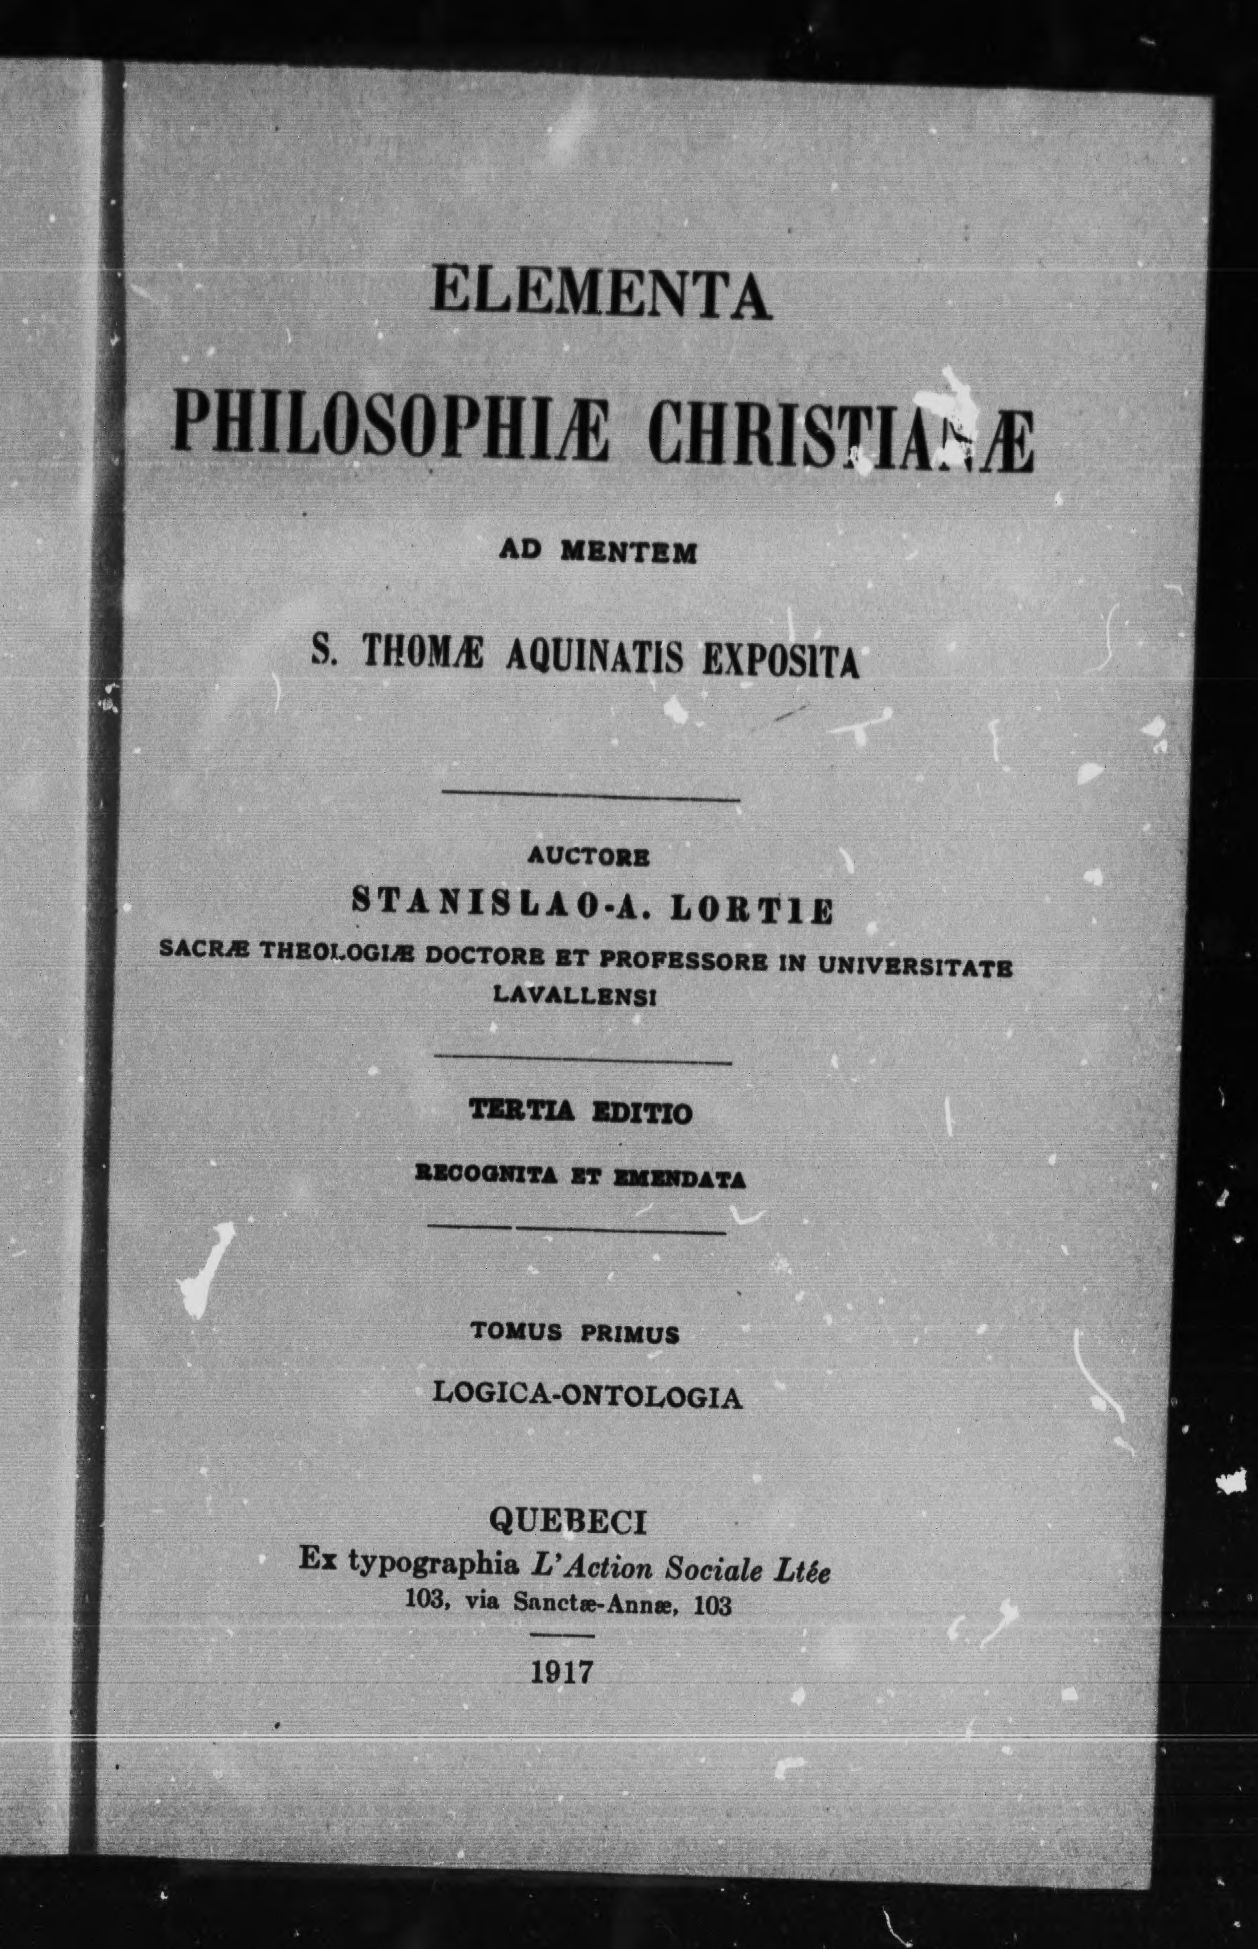 ELEMENTA
PHILOSOPHIÆ CHRISTIANÆ
AD MENTEM
S. THOMÆ AQUINATIS EXPOSITA
AUCTORE
STANISLAO-A. LORTIE
SACRÆ THEOLOGIÆ DOCTORE ET PROFESSORE IN UNIVERSITATE
LAVALLENSI
TERTIA EDITIO
RECOGNITA ET EMENDATA
TOMUS PRIMUS
LOGICA-ONTOLOGIA
QUEBECI
Ex typographia L'Action Sociale Ltée
103, via Sanctæ-Annæ, 103
1917